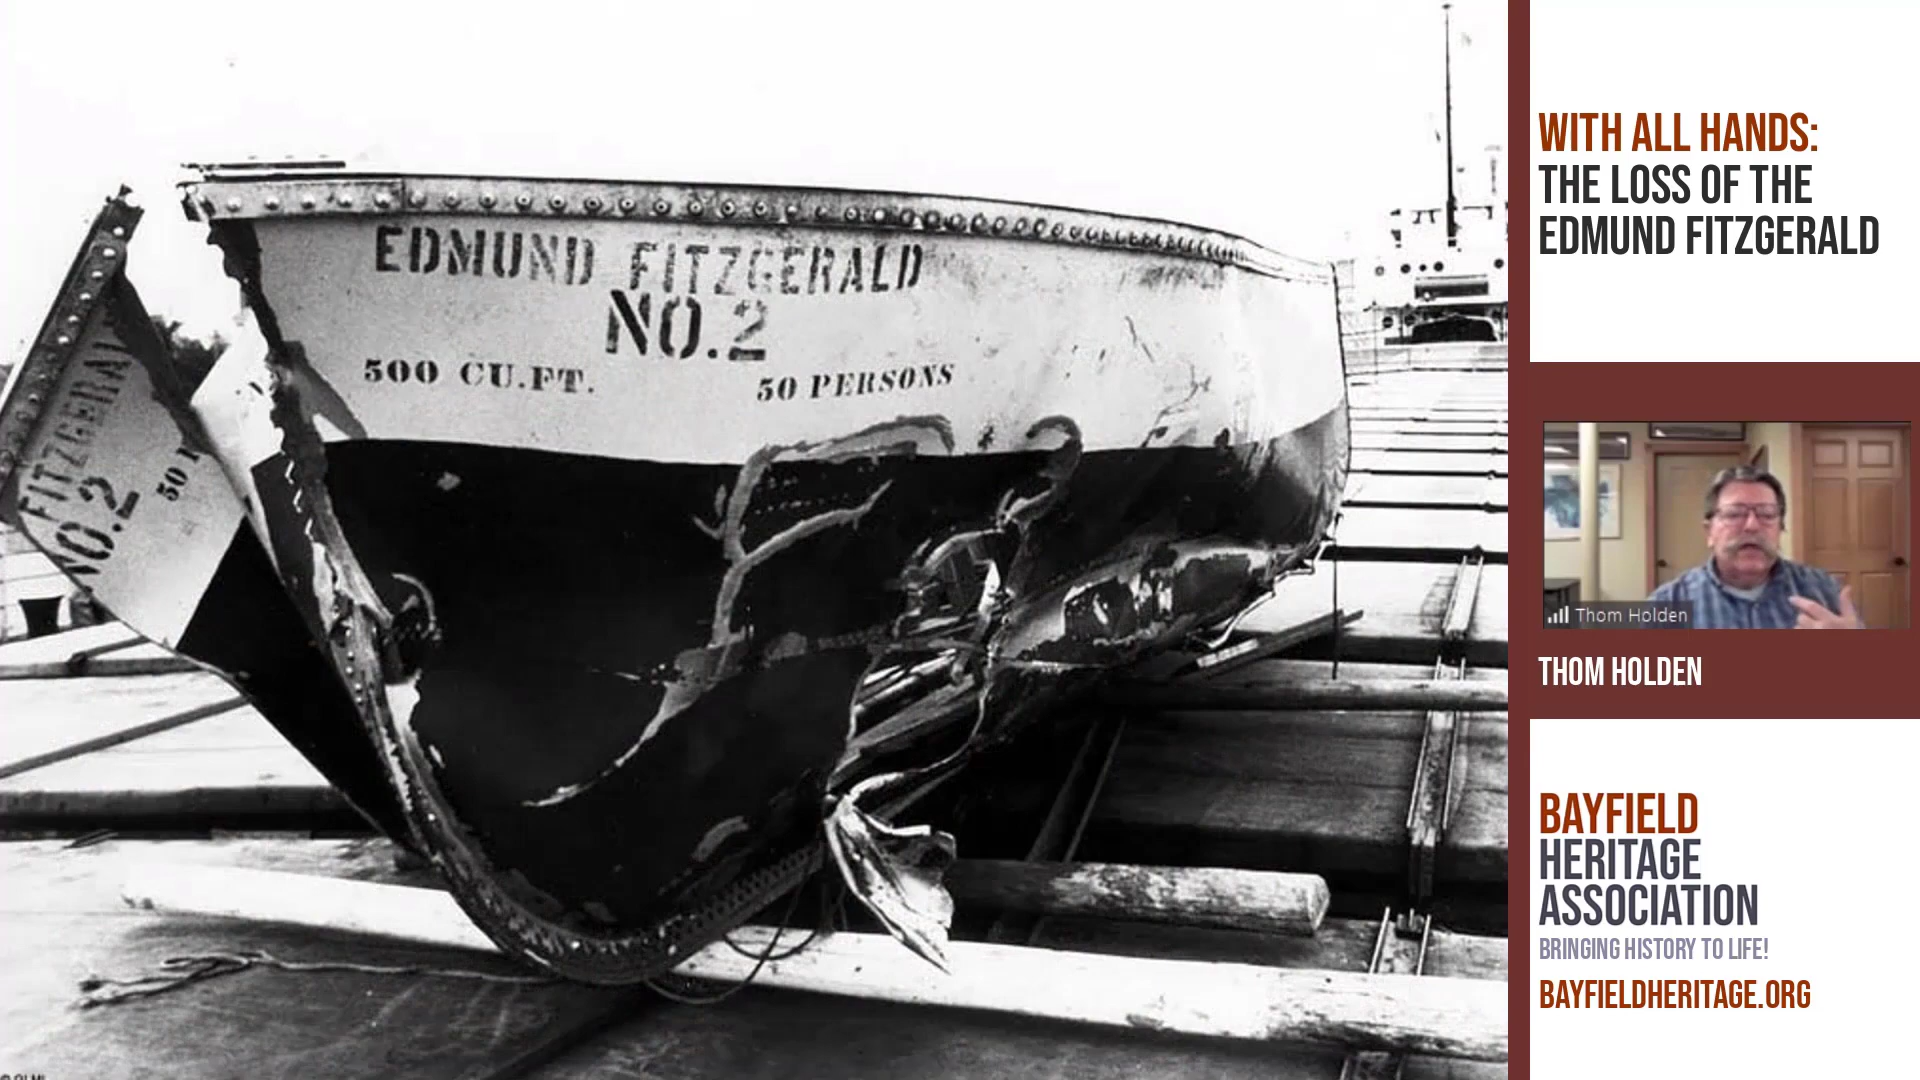 EDMUND FITZGERALD
NO.2
500 CU.FT.
50 PERSONS
FITZGERAL
NO.2
50 P
WITH ALL HANDS:
THE LOSS OF THE
EDMUND FITZGERALD
Thom Holden
THOM HOLDEN
BAYFIELD
HERITAGE
ASSOCIATION
BRINGING HISTORY TO LIFE!
BAYFIELDHERITAGE.ORG